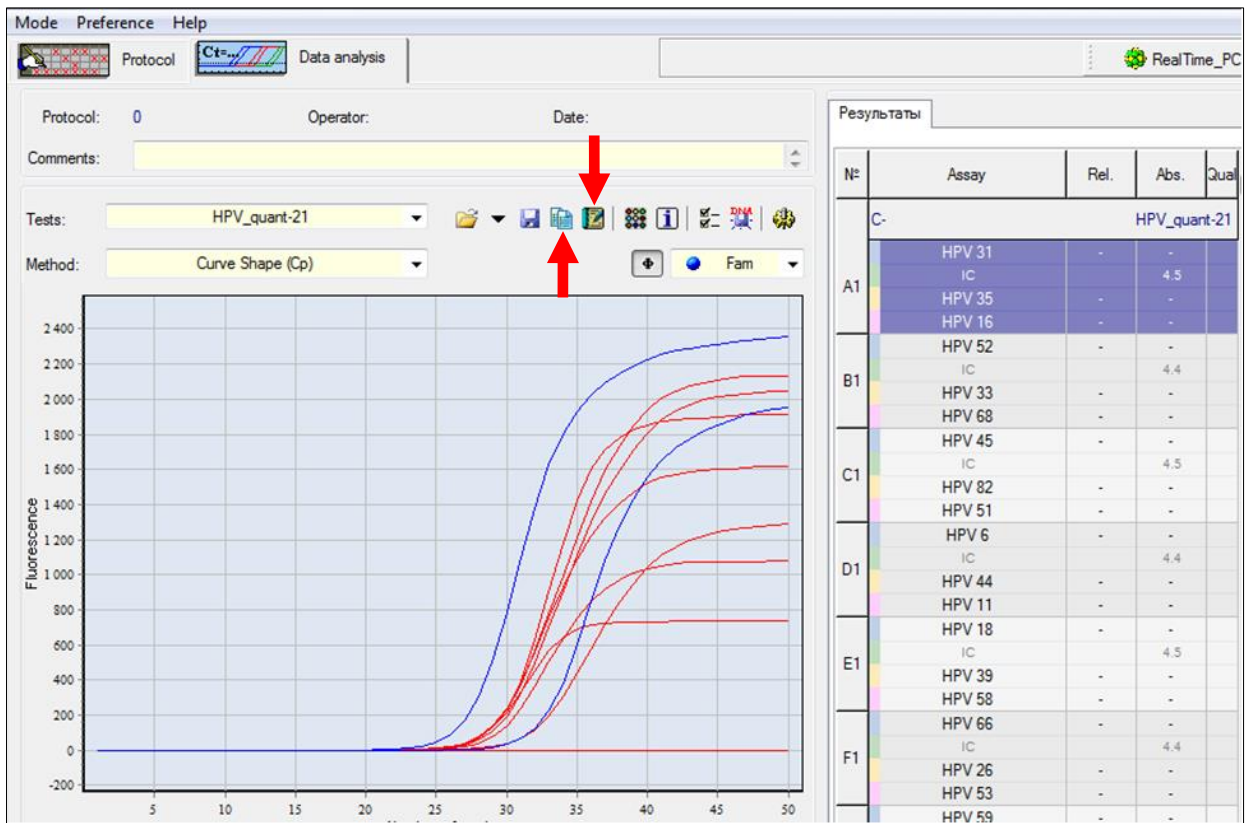 Mode Preference Help
Protocol Ct=... Data analysis RealTime_PC
Protocol: 0 Operator: Date:
Comments:
Tests: HPV_quant-21
DNA
Method: Curve Shape (Cp) Ф Fam
2 400
2 200
2 000
1 800
1 600
1 400
1 200
1 000
800
600
400
200
0
-200
Fluorescence
5 10 15 20 25 30 35 40 45 50
Результаты
№ Assay Rel. Abs. Qual
C- HPV_quant-21
A1
HPV 31 - -
IC 4.5
HPV 35 - -
HPV 16 - -
B1
HPV 52 - -
IC 4.4
HPV 33 - -
HPV 68 - -
C1
HPV 45 - -
IC 4.5
HPV 82 - -
HPV 51 - -
D1
HPV 6 - -
IC 4.4
HPV 44 - -
HPV 11 - -
E1
HPV 18 - -
IC 4.5
HPV 39 - -
HPV 58 - -
F1
HPV 66 - -
IC 4.4
HPV 26 - -
HPV 53 - -
HPV 59 - -